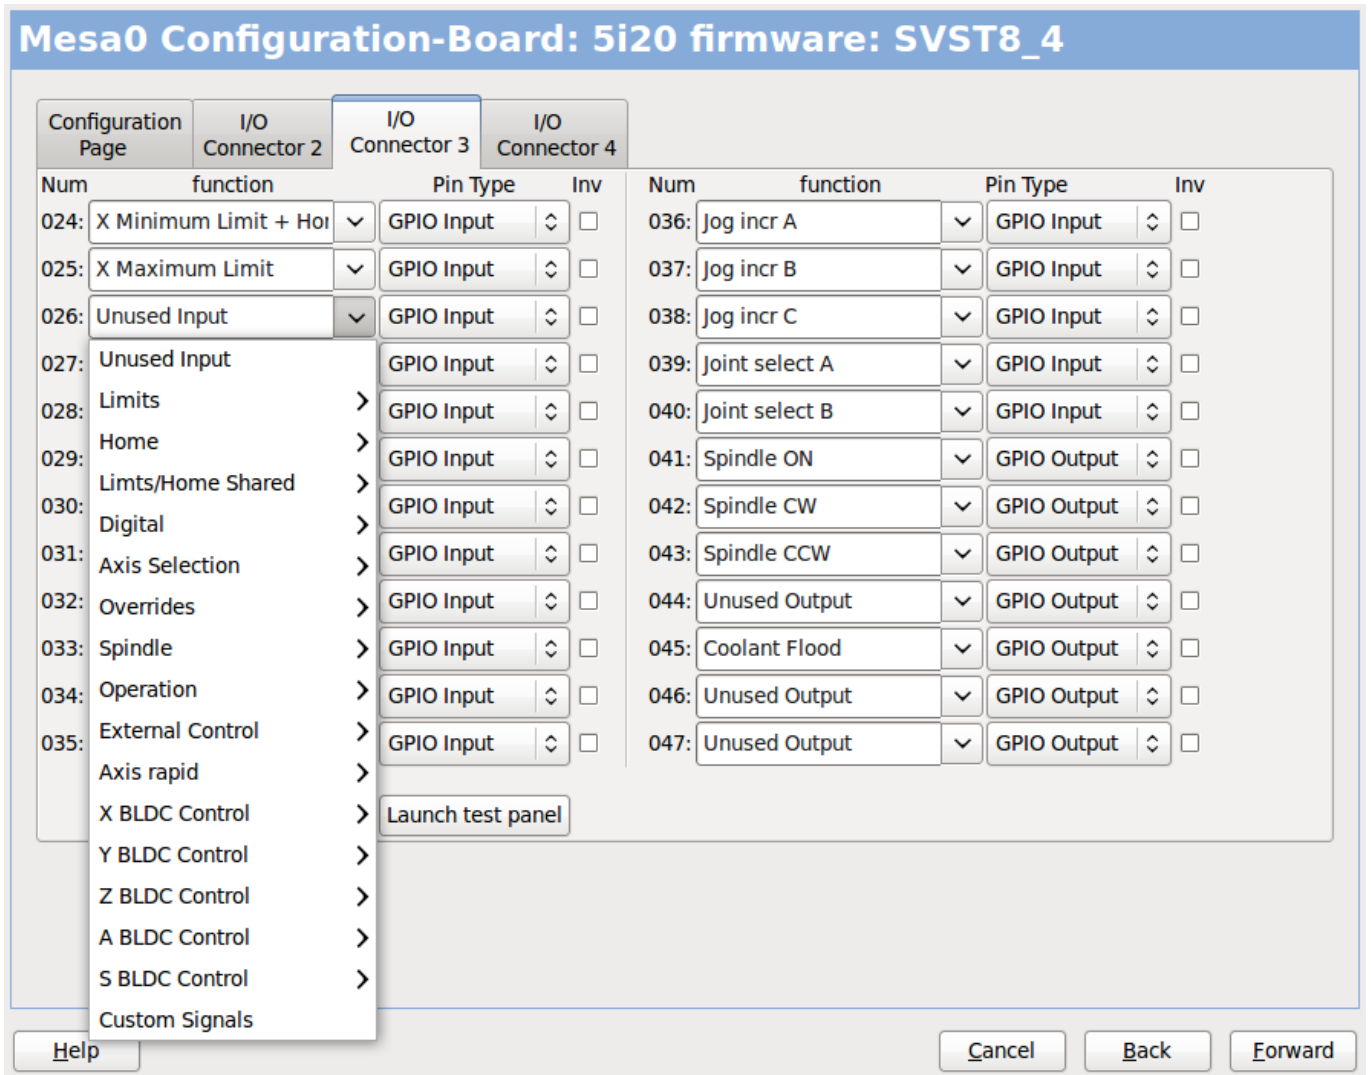 Mesa0 Configuration-Board: 5i20 firmware: SVST8_4
Configuration Page
I/O Connector 2
I/O Connector 3
I/O Connector 4
Num function Pin Type Inv Num function Pin Type Inv
024: X Minimum Limit + Hor GPIO Input 036: Jog incr A GPIO Input
025: X Maximum Limit GPIO Input 037: Jog incr B GPIO Input
026: Unused Input GPIO Input 038: Jog incr C GPIO Input
027: GPIO Input 039: Joint select A GPIO Input
028: GPIO Input 040: Joint select B GPIO Input
029: GPIO Input 041: Spindle ON GPIO Output
030: GPIO Input 042: Spindle CW GPIO Output
031: GPIO Input 043: Spindle CCW GPIO Output
032: GPIO Input 044: Unused Output GPIO Output
033: GPIO Input 045: Coolant Flood GPIO Output
034: GPIO Input 046: Unused Output GPIO Output
035: GPIO Input 047: Unused Output GPIO Output
Unused Input
Limits
Home
Limts/Home Shared
Digital
Axis Selection
Overrides
Spindle
Operation
External Control
Axis rapid
X BLDC Control
Y BLDC Control
Z BLDC Control
A BLDC Control
S BLDC Control
Custom Signals
Launch test panel
Help Cancel Back Forward